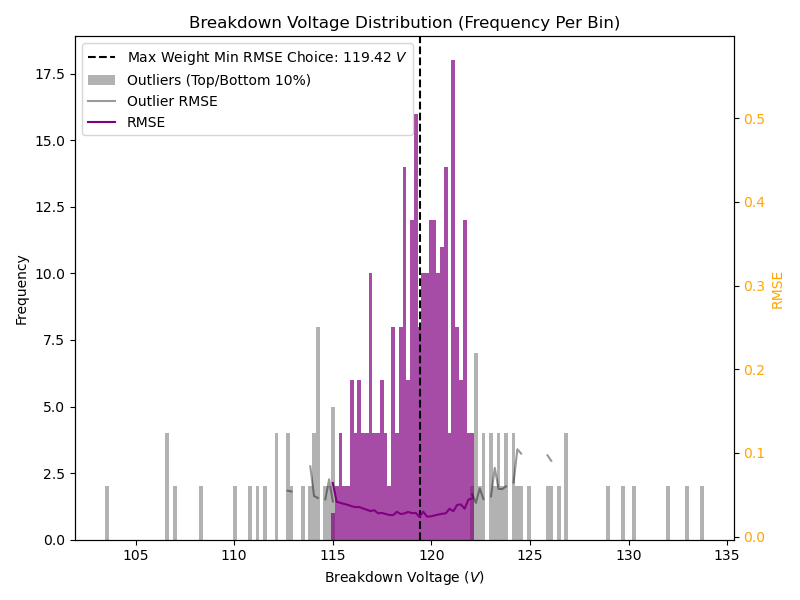 Breakdown Voltage Distribution (Frequency Per Bin)
Max Weight Min RMSE Choice: 119.42 V
Outliers (Top/Bottom 10%)
Outlier RMSE
RMSE
17.5
15.0
12.5
10.0
7.5
5.0
2.5
0.0
Frequency
0.5
0.4
0.3
0.2
0.1
0.0
RMSE
105 110 115 120 125 130 135
Breakdown Voltage (V)